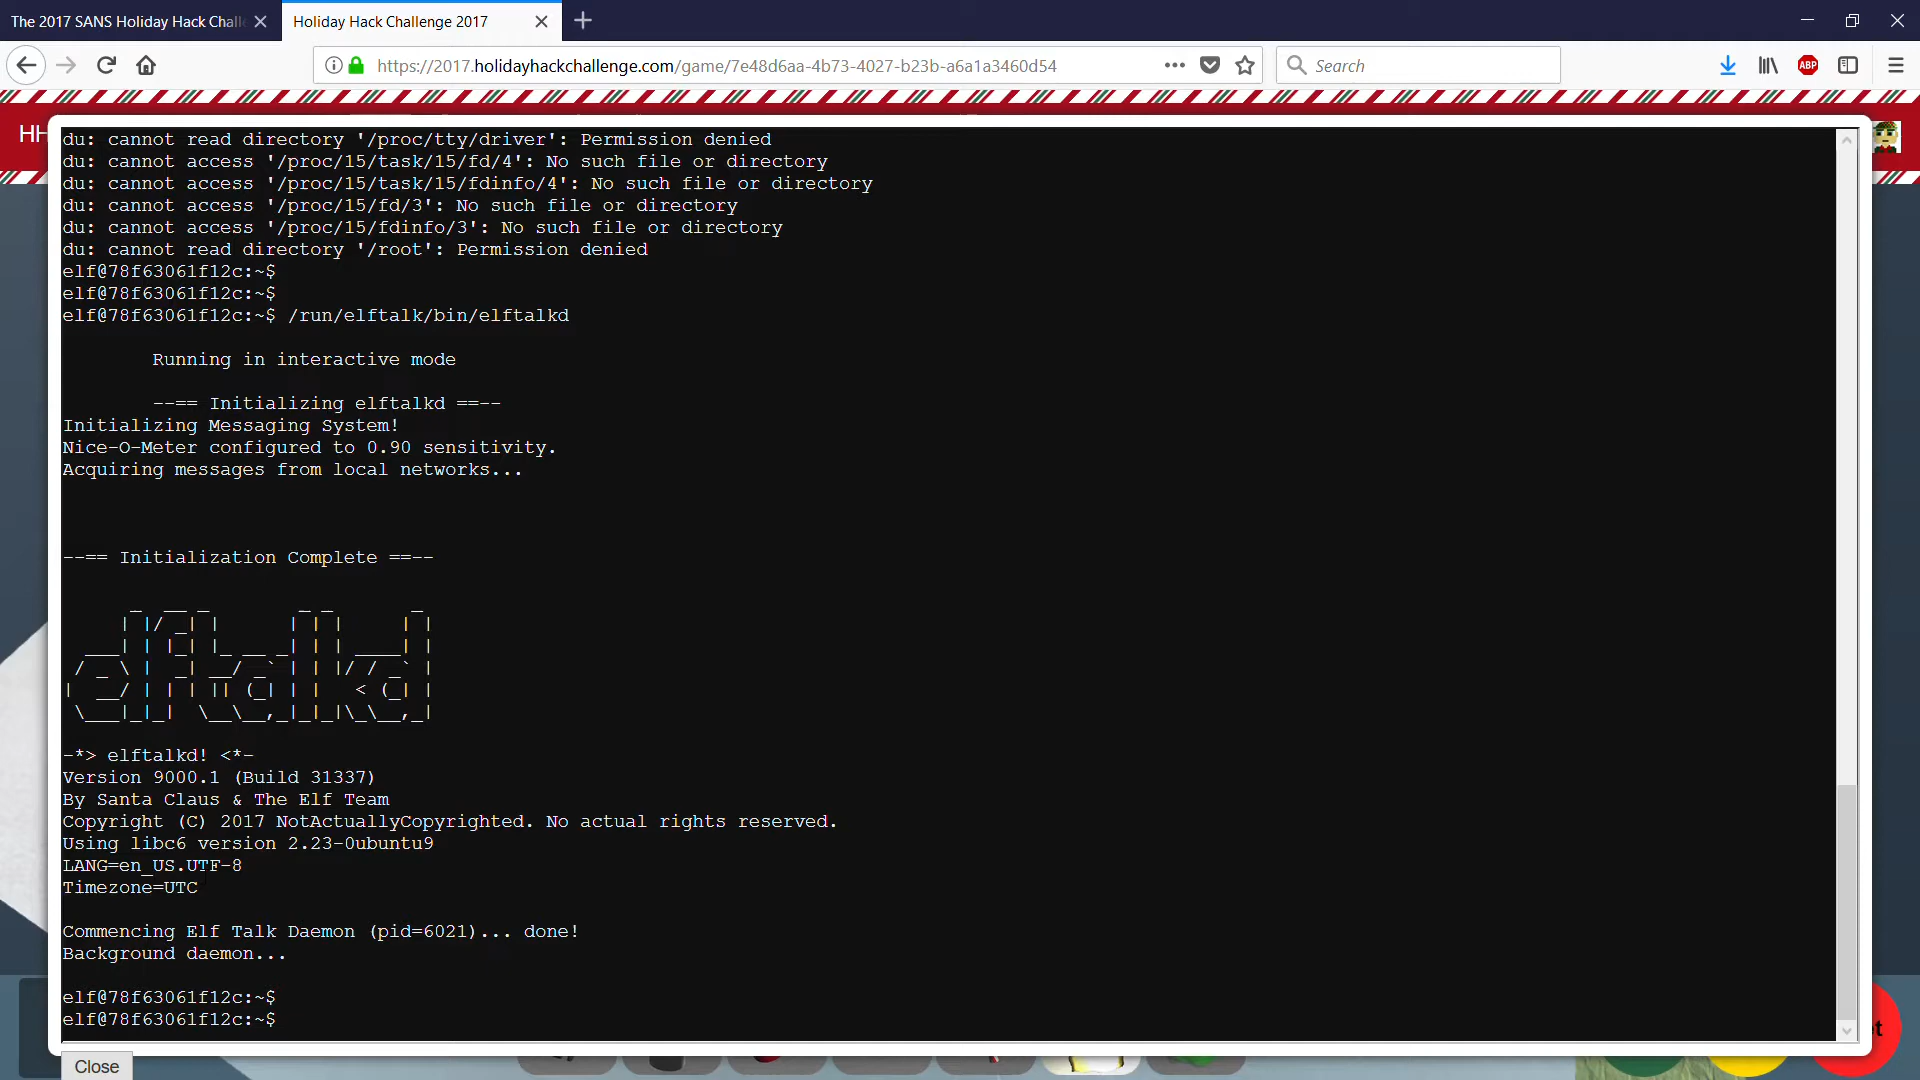 The 2017 SANS Holiday Hack Chall
Holiday Hack Challenge 2017
https://2017.holidayhackchallenge.com/game/7e48d6aa-4b73-4027-b23b-a6a1a3460d54
Search
ABP
HH
du: cannot read directory '/proc/tty/driver': Permission denied
du: cannot access '/proc/15/task/15/fd/4': No such file or directory
du: cannot access '/proc/15/task/15/fdinfo/4': No such file or directory
du: cannot access '/proc/15/fd/3': No such file or directory
du: cannot access '/proc/15/fdinfo/3': No such file or directory
du: cannot read directory '/root': Permission denied
elf@78f63061f12c:~$
elf@78f63061f12c:~$
elf@78f63061f12c:~$ /run/elftalk/bin/elftalkd
Running in interactive mode
--== Initializing elftalkd ==--
Initializing Messaging System!
Nice-O-Meter configured to 0.90 sensitivity.
Acquiring messages from local networks...
--== Initialization Complete ==--
elftalkd
-*> elftalkd! <*-
Version 9000.1 (Build 31337)
By Santa Claus & The Elf Team
Copyright (C) 2017 NotActuallyCopyrighted. No actual rights reserved.
Using libc6 version 2.23-0ubuntu9
LANG=en_US.UTF-8
Timezone=UTC
Commencing Elf Talk Daemon (pid=6021)... done!
Background daemon...
elf@78f63061f12c:~$
elf@78f63061f12c:~$
Close